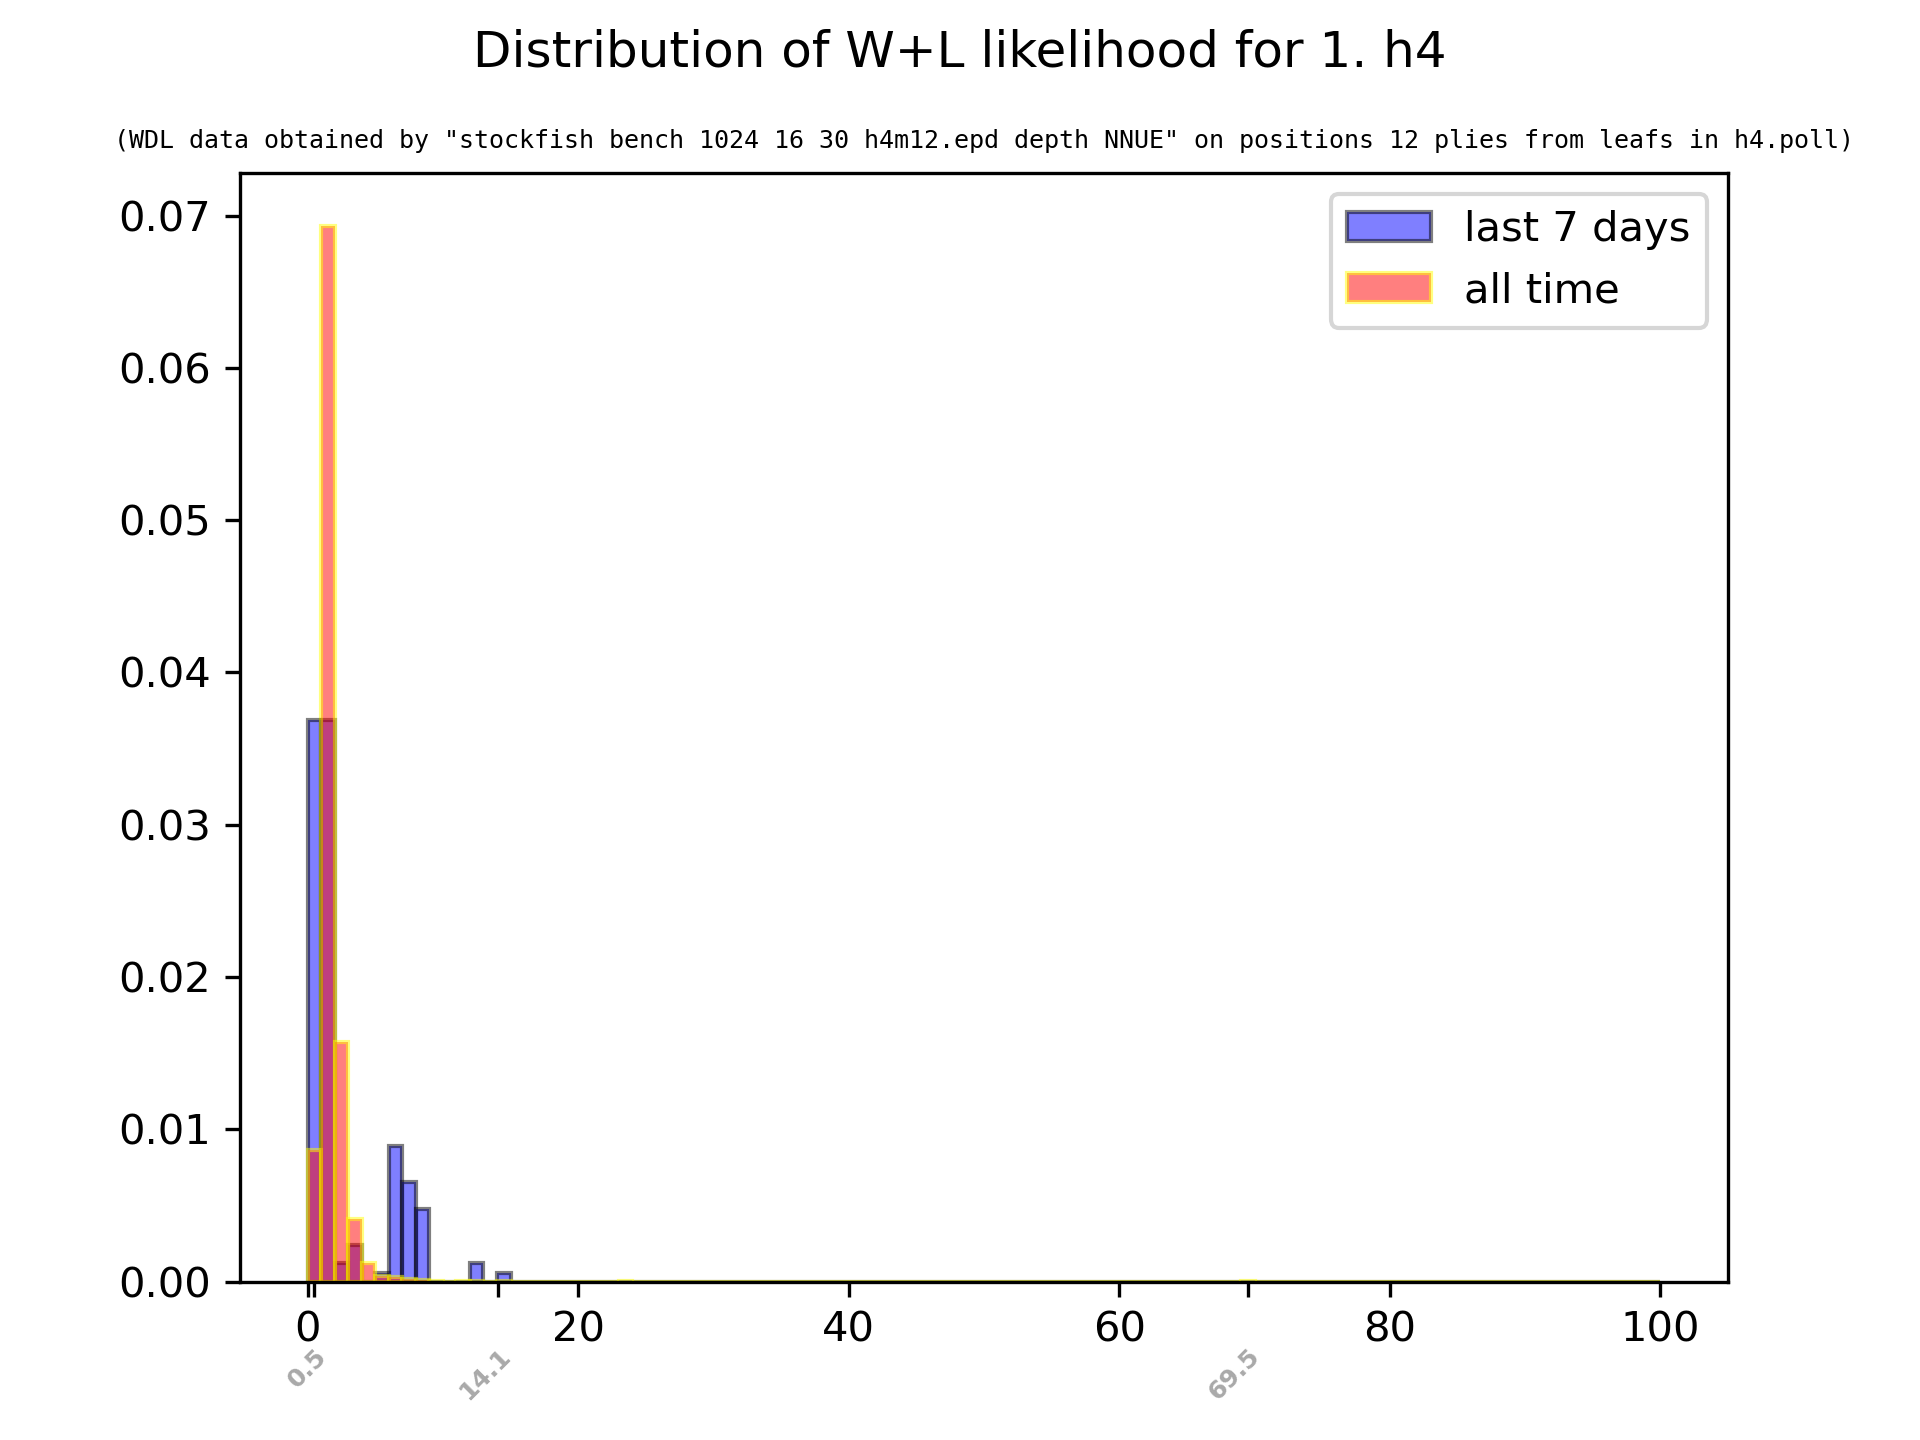 Distribution of W+L likelihood for 1. h4
(WDL data obtained by "stockfish bench 1024 16 30 h4m12.epd depth NNUE" on positions 12 plies from leafs in h4.poll)
last 7 days
all time
0.07
0.06
0.05
0.04
0.03
0.02
0.01
0.00
0 20 40 60 80 100
0.5 14.1 69.5